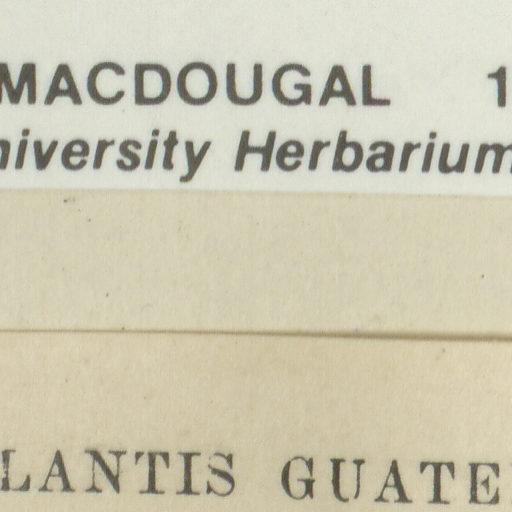 MACDOUGAL 1
niversity Herbarium
LANTIS GUATE